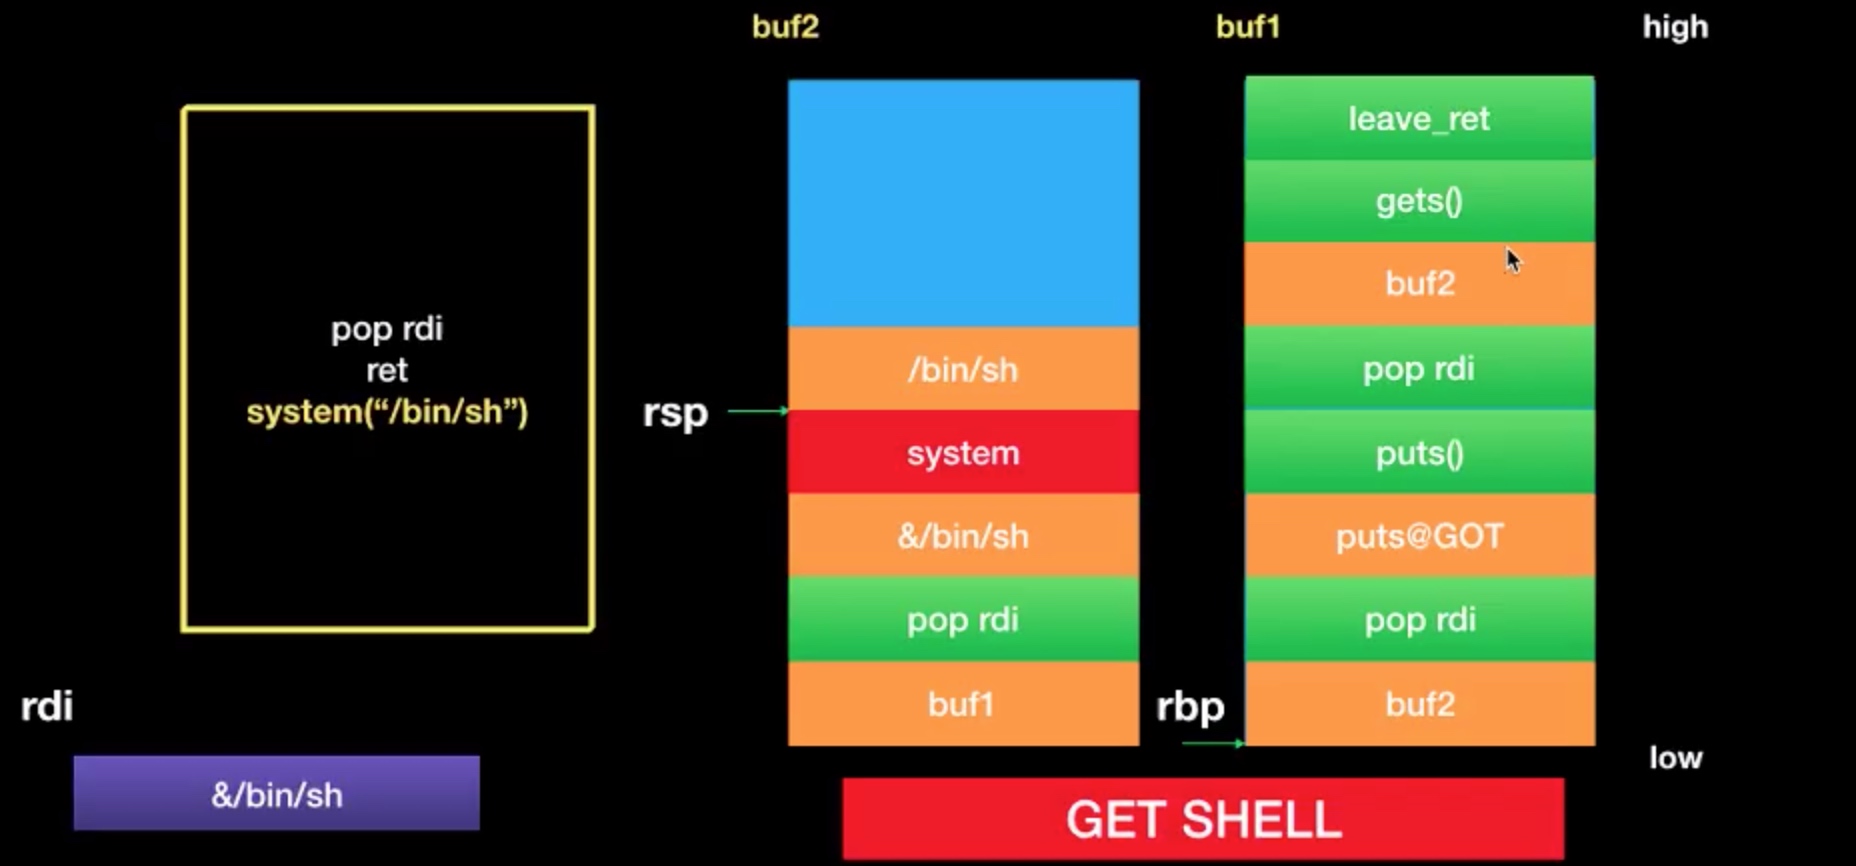 buf2
buf1
high
pop rdi
ret
system(“/bin/sh”)
rdi
&/bin/sh
rsp
/bin/sh
system
&/bin/sh
pop rdi
buf1
rbp
leave_ret
gets()
buf2
pop rdi
puts()
puts@GOT
pop rdi
buf2
low
GET SHELL